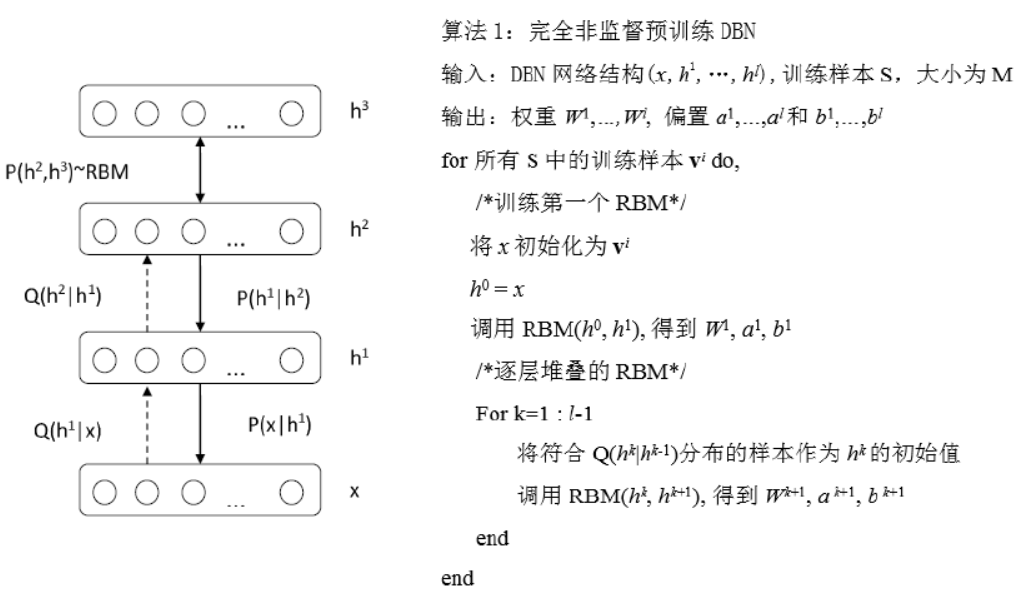 h³
P(h²,h³)~RBM
h²
Q(h²|h¹)
P(h¹|h²)
h¹
Q(h¹|x)
P(x|h¹)
x
算法 1: 完全非监督预训练 DBN
输入: DBN 网络结构(x, h¹, ···, hˡ), 训练样本 S，大小为 M
输出: 权重 W¹,...,Wˡ, 偏置 a¹,...,aˡ 和 b¹,...,bˡ
for 所有 S 中的训练样本 vⁱ do,
/*训练第一个 RBM*/
将 x 初始化为 vⁱ
h⁰ = x
调用 RBM(h⁰, h¹), 得到 W¹, a¹, b¹
/*逐层堆叠的 RBM*/
For k=1 : l-1
将符合 Q(hᵏ|hᵏ⁻¹)分布的样本作为 hᵏ 的初始值
调用 RBM(hᵏ, hᵏ⁺¹), 得到 Wᵏ⁺¹, a ᵏ⁺¹, b ᵏ⁺¹
end
end